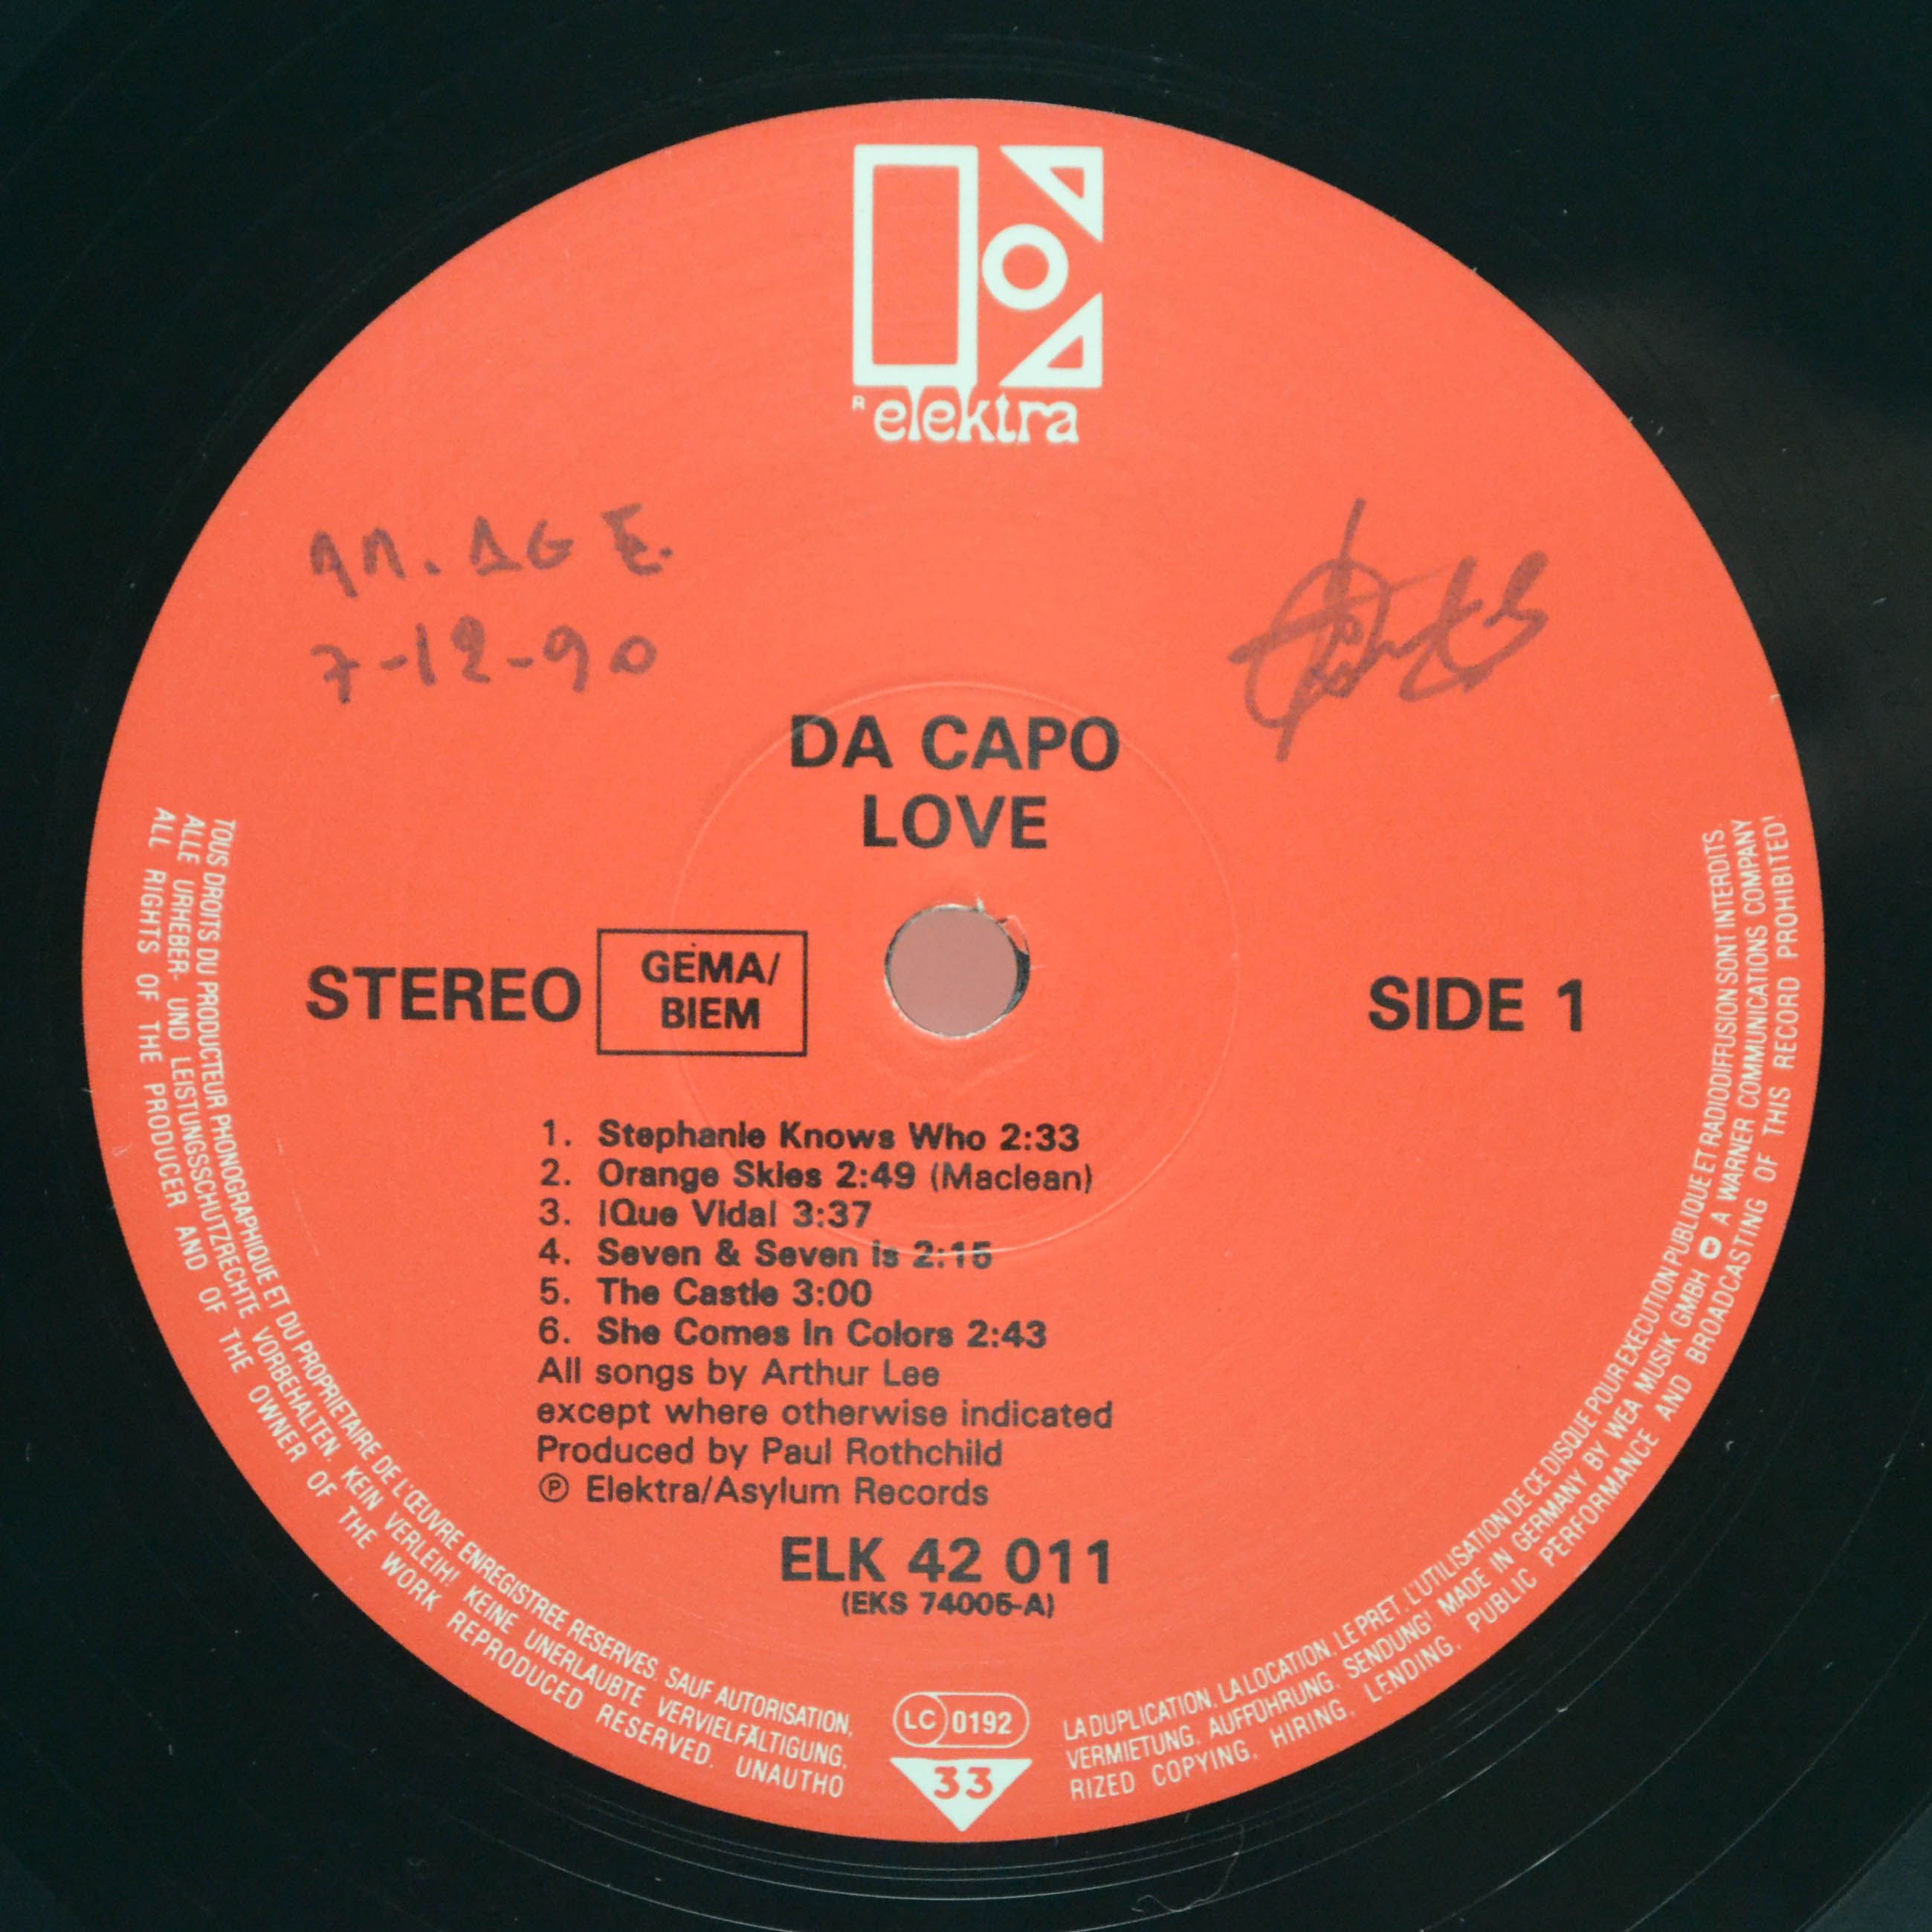 R elektra
AM. AGE.
7-12-90
DA CAPO
LOVE
STEREO
GEMA/
BIEM
SIDE 1
1. Stephanie Knows Who 2:33
2. Orange Skies 2:49 (Maclean)
3. ¡Que Vida! 3:37
4. Seven & Seven is 2:15
5. The Castle 3:00
6. She Comes In Colors 2:43
All songs by Arthur Lee
except where otherwise indicated
Produced by Paul Rothchild
Ⓟ Elektra/Asylum Records
ELK 42 011
(EKS 74005-A)
LC 0192
33
TOUS DROITS DU PRODUCTEUR PHONOGRAPHIQUE ET DU PROPRIETAIRE DE L'ŒUVRE ENREGISTREE RESERVES. SAUF AUTORISATION, LA DUPLICATION, LA LOCATION, LE PRET, L'UTILISATION DE CE DISQUE POUR EXECUTION PUBLIQUE ET RADIODIFFUSION SONT INTERDITS.
ALLE URHEBER- UND LEISTUNGSSCHUTZRECHTE VORBEHALTEN. KEIN VERLEIH! KEINE UNERLAUBTE VERVIELFÄLTIGUNG, VERMIETUNG, AUFFÜHRUNG, SENDUNG! MADE IN GERMANY BY WEA MUSIK GMBH A WARNER COMMUNICATIONS COMPANY
ALL RIGHTS OF THE PRODUCER AND OF THE OWNER OF THE WORK REPRODUCED RESERVED. UNAUTHO RIZED COPYING, HIRING, LENDING, PUBLIC PERFORMANCE AND BROADCASTING OF THIS RECORD PROHIBITED!